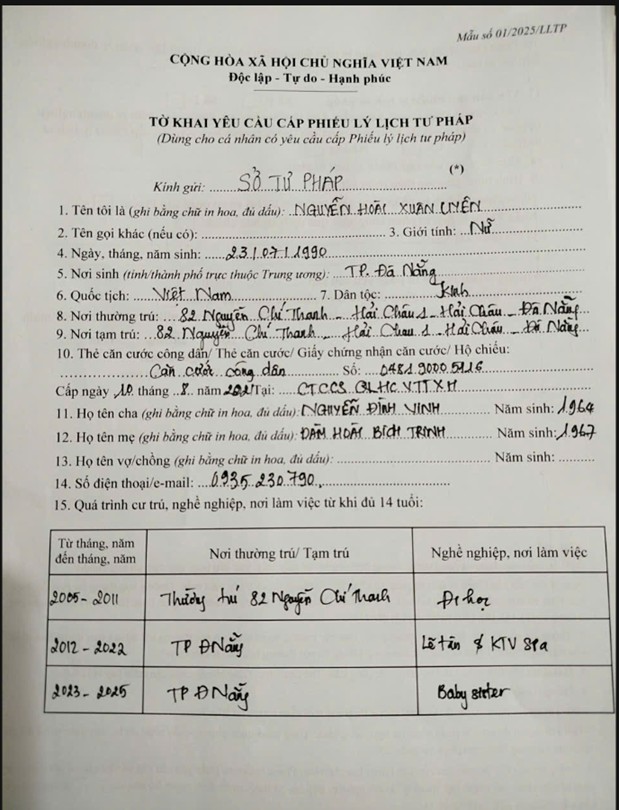 Mẫu số 01/2025/LLTP
CỘNG HÒA XÃ HỘI CHỦ NGHĨA VIỆT NAM
Độc lập - Tự do - Hạnh phúc
TỜ KHAI YÊU CẦU CẤP PHIẾU LÝ LỊCH TƯ PHÁP
(Dùng cho cá nhân có yêu cầu cấp Phiếu lý lịch tư pháp)
Kính gửi: SỞ TƯ PHÁP (*)
1. Tên tôi là (ghi bằng chữ in hoa, đủ dấu): NGUYỄN HOÀI XUÂN UYÊN
2. Tên gọi khác (nếu có): 3. Giới tính: Nữ
4. Ngày, tháng, năm sinh: 23/07/1990
5. Nơi sinh (tỉnh/thành phố trực thuộc Trung ương): TP. Đà Nẵng
6. Quốc tịch: Việt Nam 7. Dân tộc: Kinh
8. Nơi thường trú: 82 Nguyễn Chí Thanh - Hải Châu 1 - Hải Châu - Đà Nẵng
9. Nơi tạm trú: 82 Nguyễn Chí Thanh - Hải Châu 1 - Hải Châu - Đà Nẵng
10. Thẻ căn cước công dân/ Thẻ căn cước/ Giấy chứng nhận căn cước/ Hộ chiếu:
Căn cước công dân Số: 048190005116
Cấp ngày 10 tháng 8 năm 2021 Tại: CTCCS QLHC VTTXH
11. Họ tên cha (ghi bằng chữ in hoa, đủ dấu): NGUYỄN ĐÌNH VINH Năm sinh: 1964
12. Họ tên mẹ (ghi bằng chữ in hoa, đủ dấu): ĐÀM HOÀI BÍCH TRINH Năm sinh: 1967
13. Họ tên vợ/chồng (ghi bằng chữ in hoa, đủ dấu): Năm sinh:
14. Số điện thoại/e-mail: 0935.230.790
15. Quá trình cư trú, nghề nghiệp, nơi làm việc từ khi đủ 14 tuổi:
Từ tháng, năm đến tháng, năm Nơi thường trú/ Tạm trú Nghề nghiệp, nơi làm việc
2005 - 2011 Thường trú 82 Nguyễn Chí Thanh Đi học
2012 - 2022 TP ĐNẵng Lễ tân & KTV Spa
2023 - 2025 TP ĐNẵng Baby sister